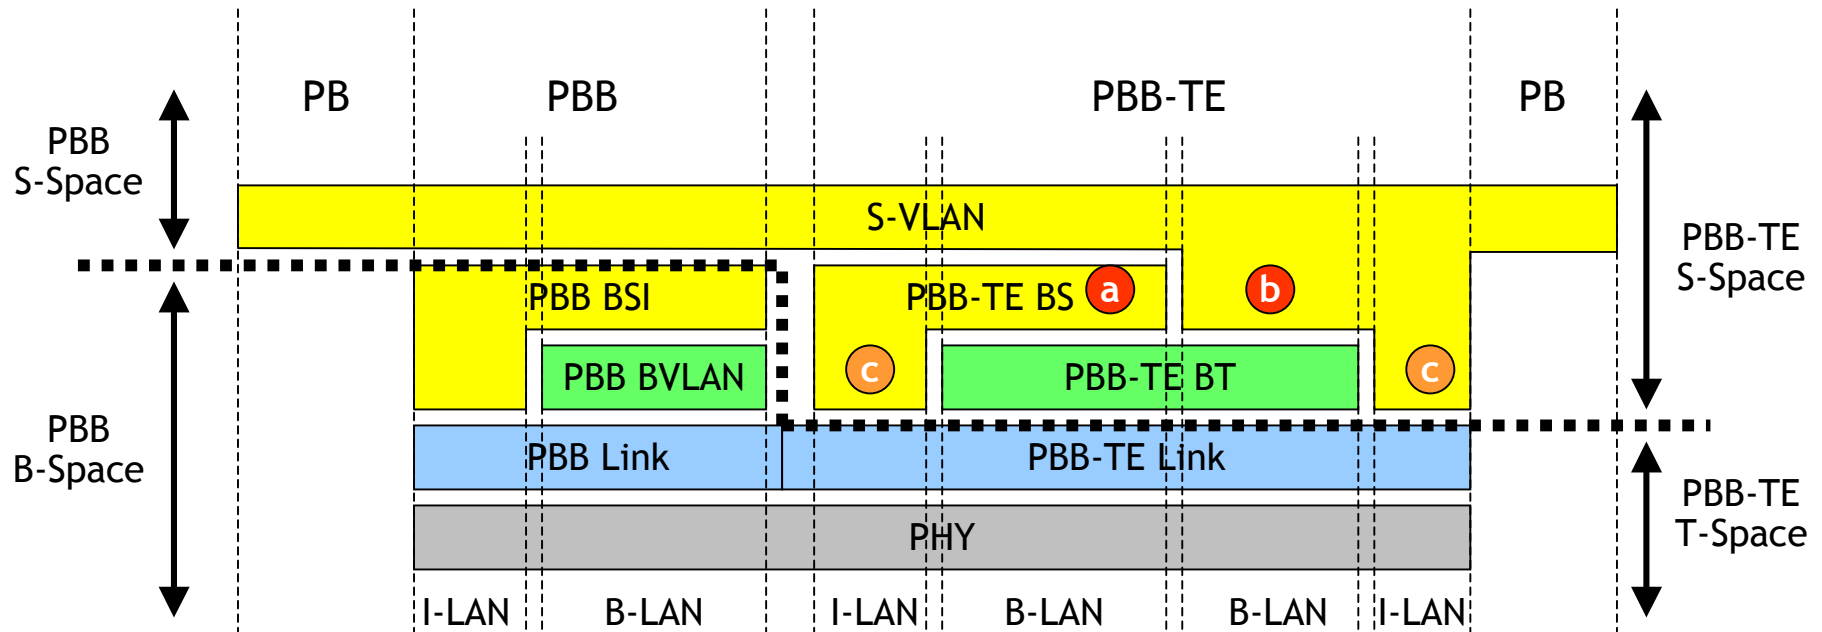 PB
PBB
PBB-TE
PB
PBB
S-Space
S-VLAN
PBB-TE
S-Space
PBB BSI
PBB-TE BS
a
b
PBB BVLAN
c
PBB-TE BT
c
PBB
B-Space
PBB Link
PBB-TE Link
PBB-TE
T-Space
PHY
I-LAN
B-LAN
I-LAN
B-LAN
B-LAN
I-LAN